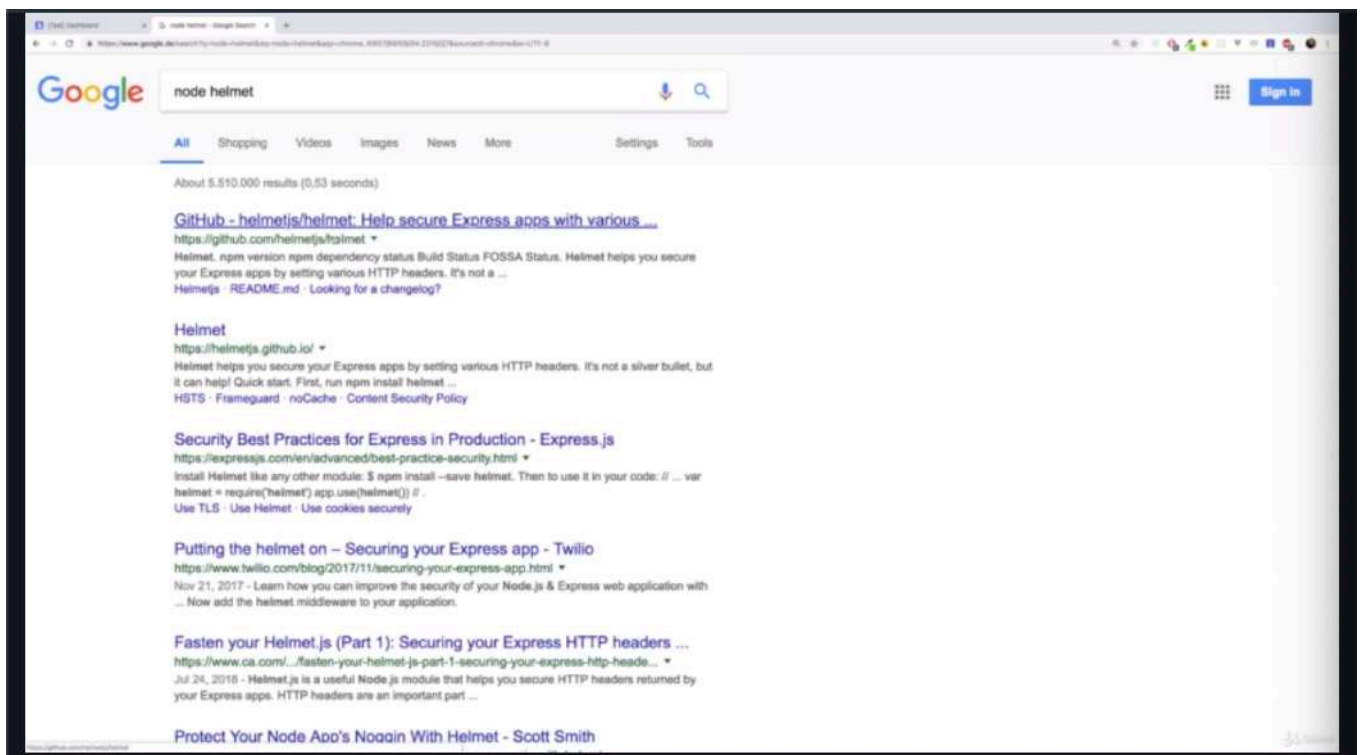 node helmet - Google Search
Google
node helmet
Sign in
All Shopping Videos Images News More Settings Tools
About 5.510.000 results (0,53 seconds)
GitHub - helmetjs/helmet: Help secure Express apps with various ...
https://github.com/helmetjs/helmet
Helmet. npm version npm dependency status Build Status FOSSA Status. Helmet helps you secure
your Express apps by setting various HTTP headers. It's not a ...
Helmetjs · README.md · Looking for a changelog?
Helmet
https://helmetjs.github.io/
Helmet helps you secure your Express apps by setting various HTTP headers. It's not a silver bullet, but
it can help! Quick start. First, run npm install helmet ...
HSTS · Frameguard · noCache · Content Security Policy
Security Best Practices for Express in Production - Express.js
https://expressjs.com/en/advanced/best-practice-security.html
Install Helmet like any other module: $ npm install --save helmet. Then to use it in your code: // ... var
helmet = require('helmet') app.use(helmet()) // .
Use TLS · Use Helmet · Use cookies securely
Putting the helmet on – Securing your Express app - Twilio
https://www.twilio.com/blog/2017/11/securing-your-express-app.html
Nov 21, 2017 - Learn how you can improve the security of your Node.js & Express web application with
... Now add the helmet middleware to your application.
Fasten your Helmet.js (Part 1): Securing your Express HTTP headers ...
https://www.ca.com/.../fasten-your-helmet-js-part-1-securing-your-express-http-heade...
Jul 24, 2018 - Helmet.js is a useful Node.js module that helps you secure HTTP headers returned by
your Express apps. HTTP headers are an important part ...
Protect Your Node App's Noggin With Helmet - Scott Smith
https://github.com/helmetjs/helmet